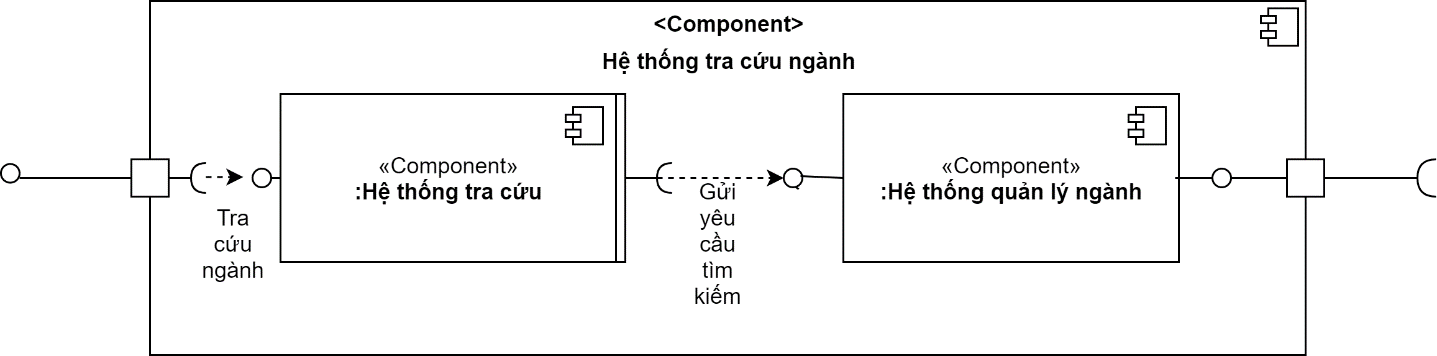 <Component>
Hệ thống tra cứu ngành
«Component»
:Hệ thống tra cứu
«Component»
:Hệ thống quản lý ngành
Tra
cứu
ngành
Gửi
yêu
cầu
tìm
kiếm